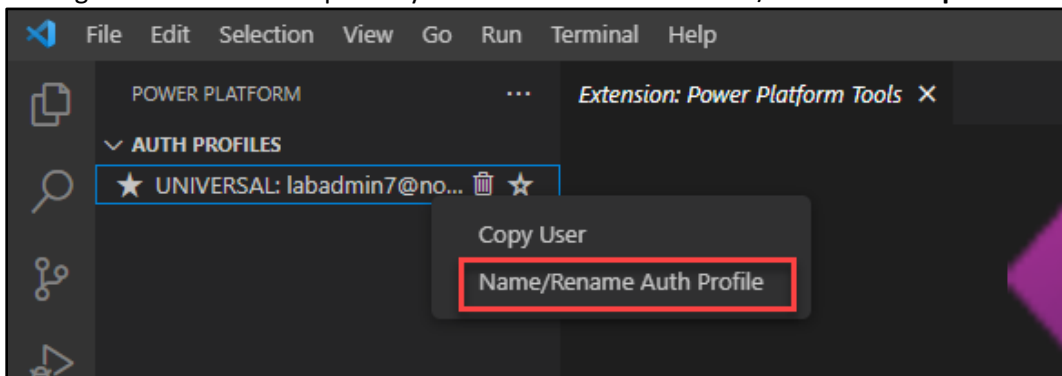 File Edit Selection View Go Run Terminal Help
POWER PLATFORM ... Extension: Power Platform Tools ×
AUTH PROFILES
UNIVERSAL: labadmin7@no...
Copy User
Name/Rename Auth Profile